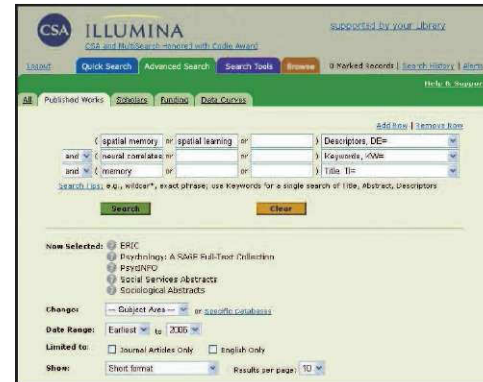 CSA ILLUMINA
supported by your Library
CSA and MultiSearch Honored with Codie Award
Logout Quick Search Advanced Search Search Tools Browse 0 Marked Records | Search History | Alerts
Help & Support
All Published Works Scholars Funding Data Curves
Add Row | Remove Row
( spatial memory or spatial learning or ) Descriptors, DE=
and ( neural correlates or or ) Keywords, KW=
and ( memory or or ) Title, TI=
Search Tips: e.g., wildcar*, exact phrase; use Keywords for a single search of Title, Abstract, Descriptors
Search Clear
Now Selected: ERIC
Psychology: A SAGE Full-Text Collection
PsycINFO
Social Services Abstracts
Sociological Abstracts
Change: -- Subject Area -- or Specific Databases
Date Range: Earliest to 2006
Limited to: Journal Articles Only English Only
Show: Short format Results per page: 10